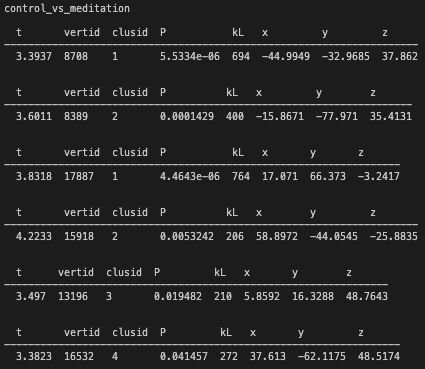 control_vs_meditation
t vertid clusid P kL x y z
3.3937 8708 1 5.5334e-06 694 -44.9949 -32.9685 37.862
t vertid clusid P kL x y z
3.6011 8389 2 0.0001429 400 -15.8671 -77.971 35.4131
t vertid clusid P kL x y z
3.8318 17887 1 4.4643e-06 764 17.071 66.373 -3.2417
t vertid clusid P kL x y z
4.2233 15918 2 0.0053242 206 58.8972 -44.0545 -25.8835
t vertid clusid P kL x y z
3.497 13196 3 0.019482 210 5.8592 16.3288 48.7643
t vertid clusid P kL x y z
3.3823 16532 4 0.041457 272 37.613 -62.1175 48.5174